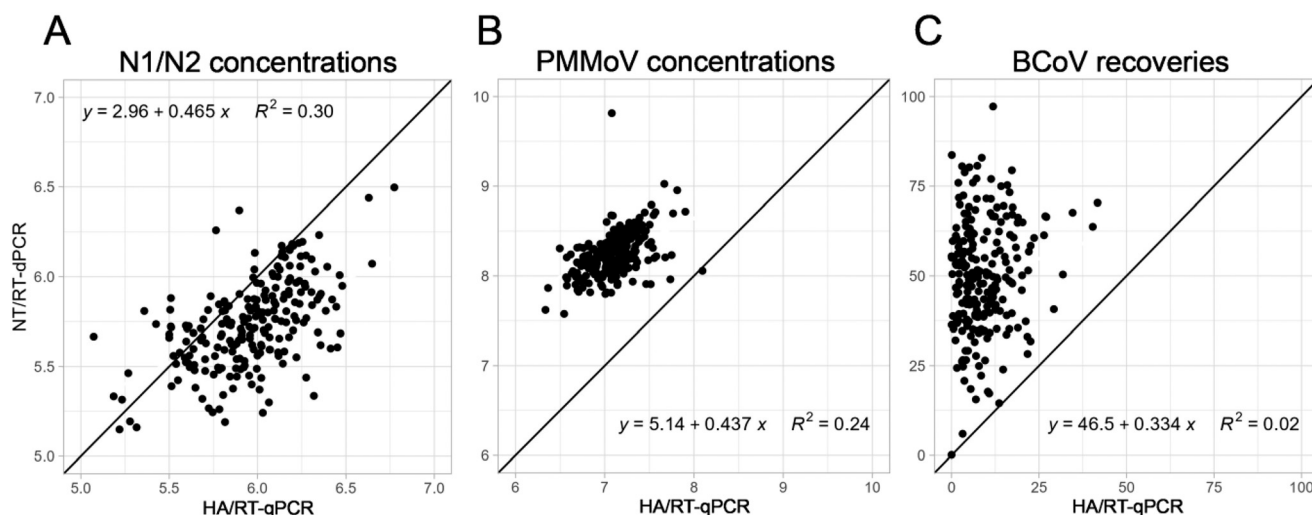 A
N1/N2 concentrations
7.0
6.5
6.0
5.5
5.0
NT/RT-dPCR
y = 2.96 + 0.465 x R² = 0.30
5.0 5.5 6.0 6.5 7.0
HA/RT-qPCR
B
PMMoV concentrations
10
9
8
7
6
y = 5.14 + 0.437 x R² = 0.24
6 7 8 9 10
HA/RT-qPCR
C
BCoV recoveries
100
75
50
25
0
y = 46.5 + 0.334 x R² = 0.02
0 25 50 75 100
HA/RT-qPCR